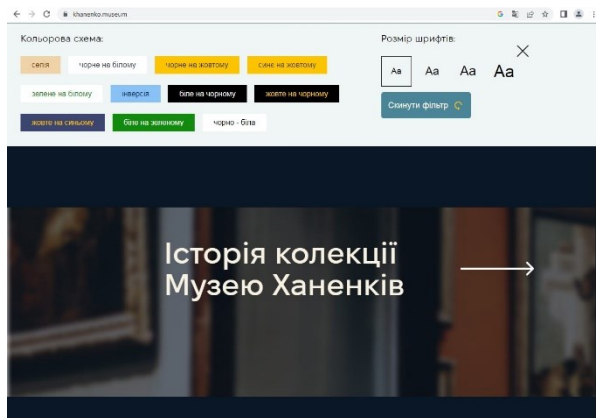 khanenko.museum
Кольорова схема:
Розмір шрифтів:
сепія
чорне на білому
чорне на жовтому
синє на жовтому
Aa
Aa
Aa
Aa
зелене на білому
інверсія
біле на чорному
жовте на чорному
Скинути фільтр
жовте на синьому
біле на зеленому
чорно - біла
Історія колекції
Музею Ханенків